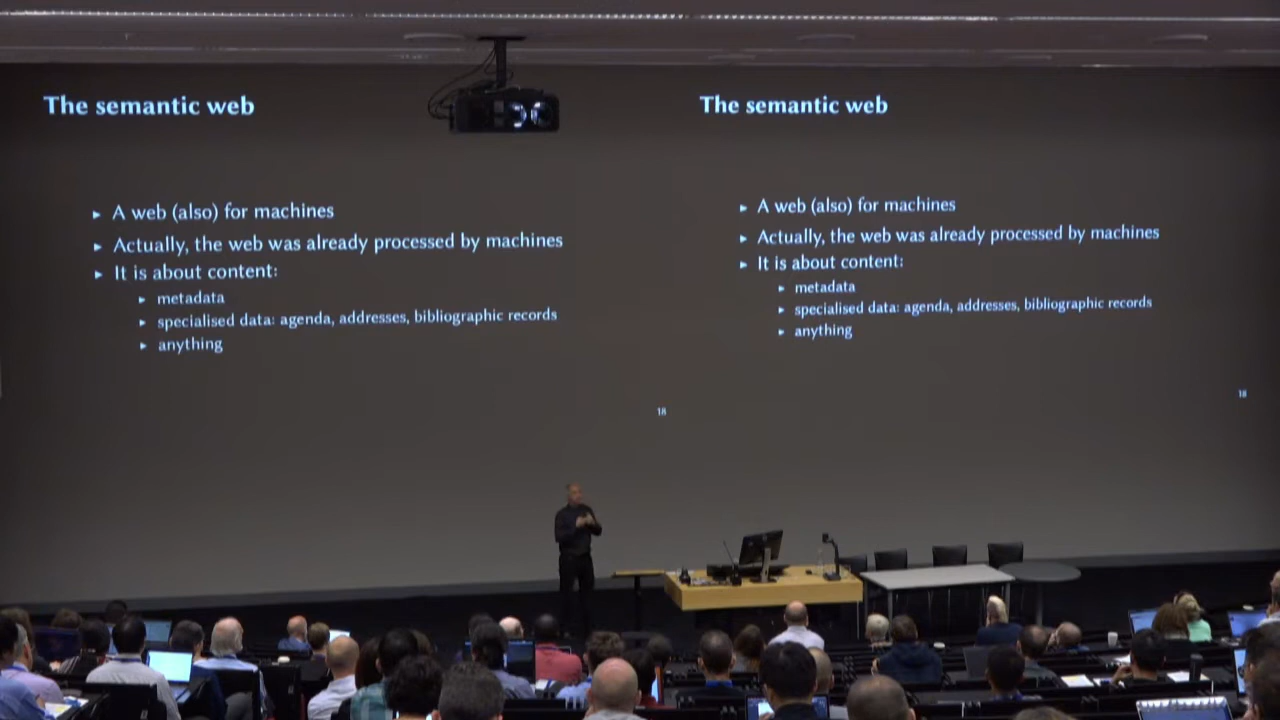 The semantic web
▸ A web (also) for machines
▸ Actually, the web was already processed by machines
▸ It is about content:
▸ metadata
▸ specialised data: agenda, addresses, bibliographic records
▸ anything
18
The semantic web
▸ A web (also) for machines
▸ Actually, the web was already processed by machines
▸ It is about content:
▸ metadata
▸ specialised data: agenda, addresses, bibliographic records
▸ anything
18